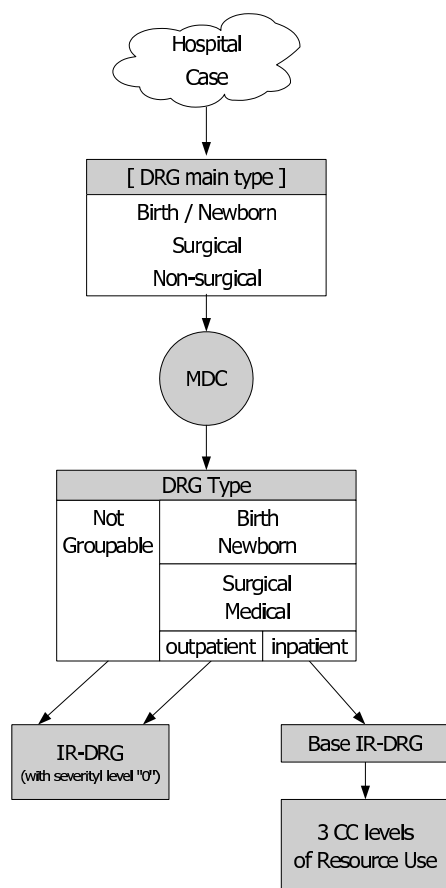 Hospital
Case
[ DRG main type ]
Birth / Newborn
Surgical
Non-surgical
MDC
DRG Type
Not
Groupable
Birth
Newborn
Surgical
Medical
outpatient
inpatient
IR-DRG
(with severityl level "0")
Base IR-DRG
3 CC levels
of Resource Use